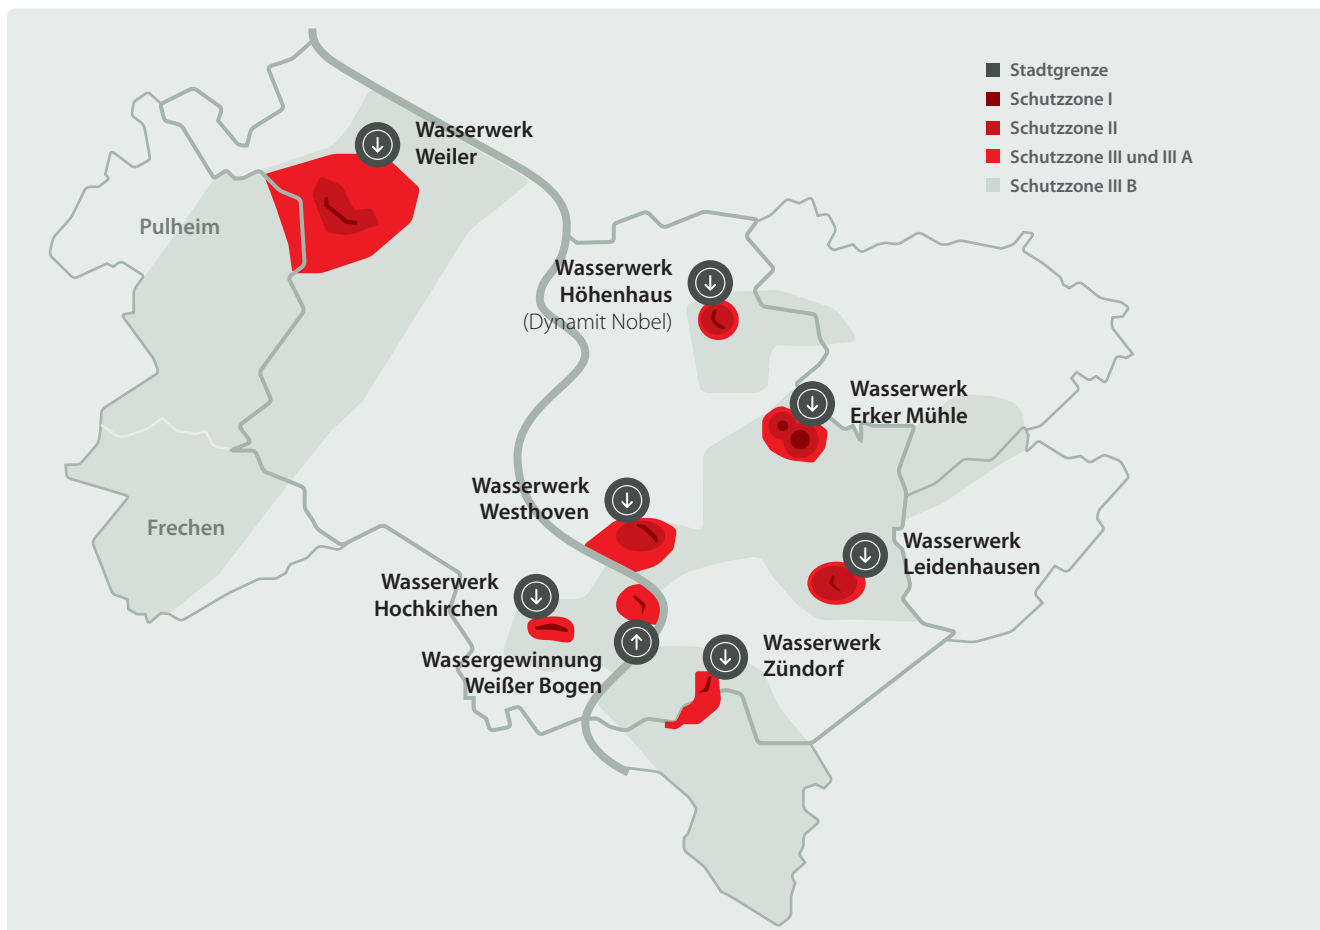 Stadtgrenze
Schutzzone I
Schutzzone II
Schutzzone III und III A
Schutzzone III B
Wasserwerk
Weiler
Pulheim
Wasserwerk
Höhenhaus
(Dynamit Nobel)
Wasserwerk
Erker Mühle
Wasserwerk
Westhoven
Frechen
Wasserwerk
Leidenhausen
Wasserwerk
Hochkirchen
Wassergewinnung
Weißer Bogen
Wasserwerk
Zündorf